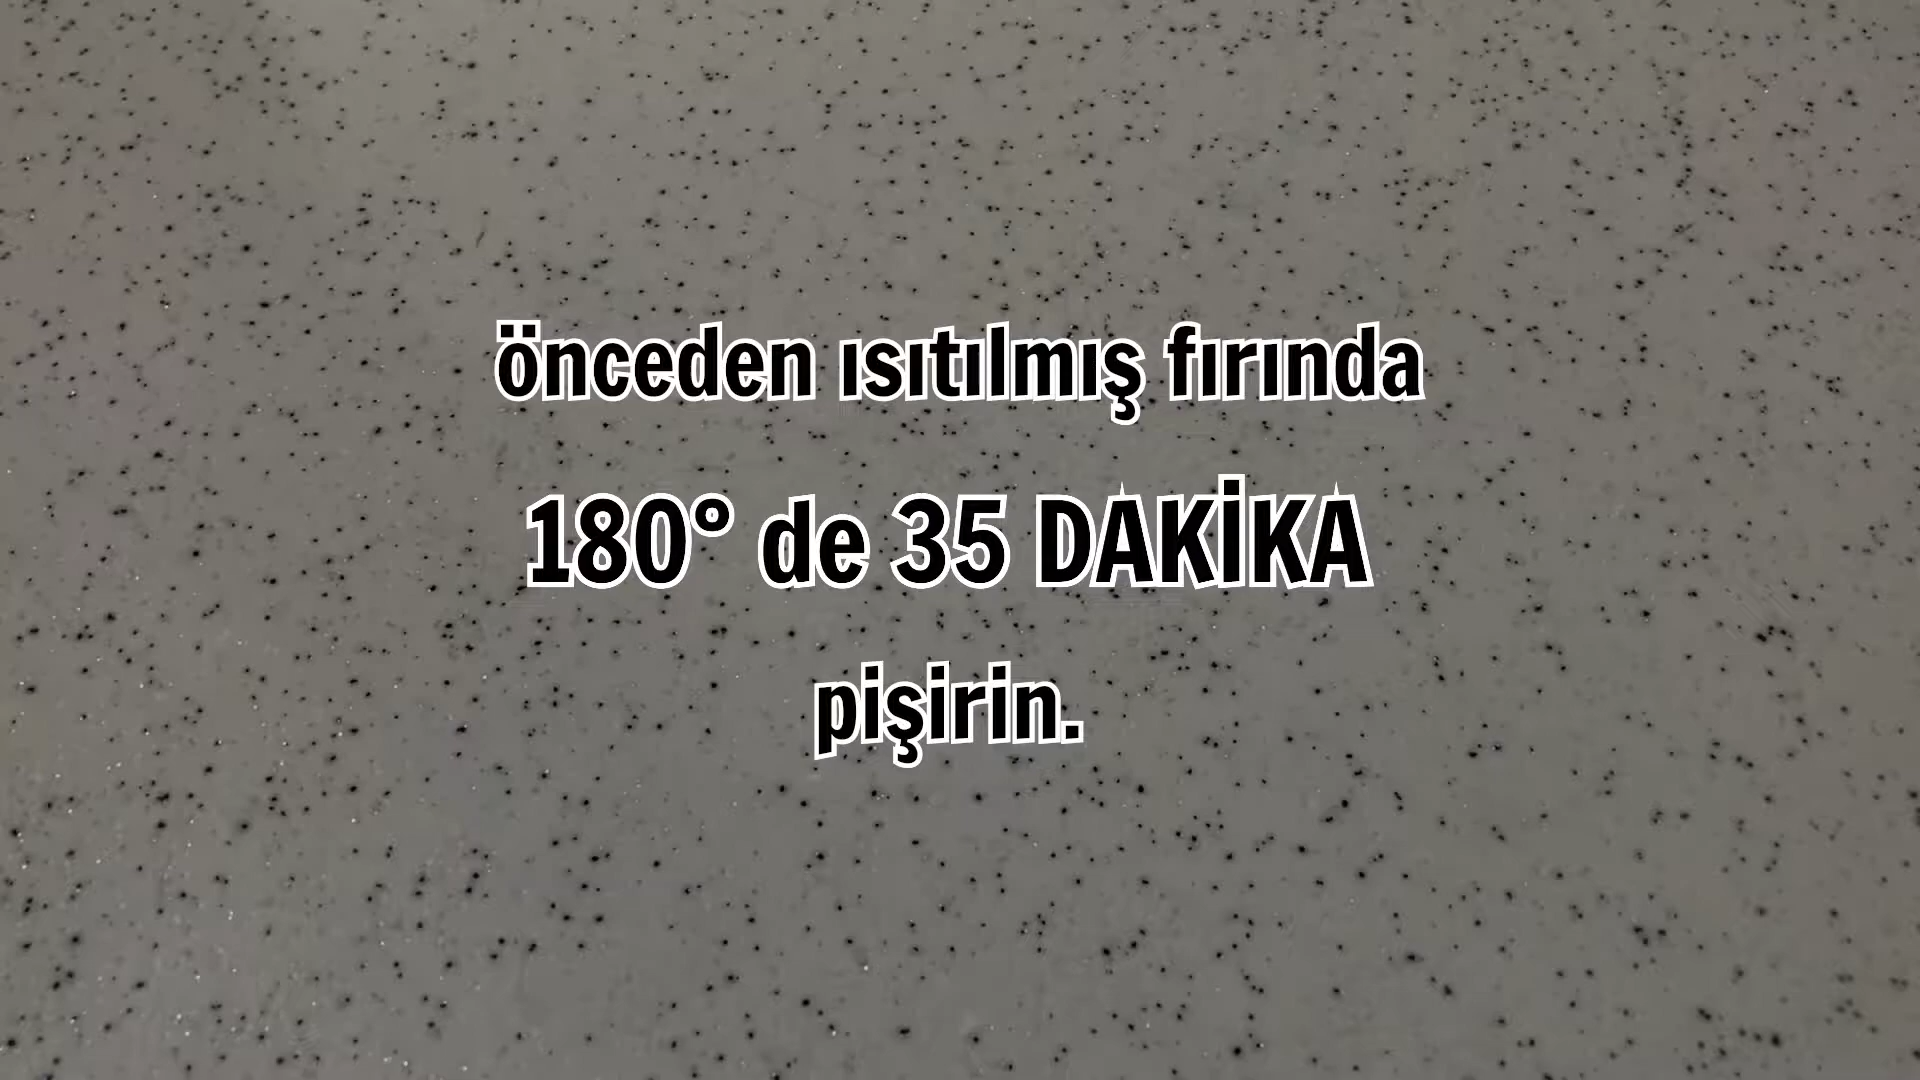 önceden ısıtılmış fırında
180° de 35 DAKİKA
pişirin.